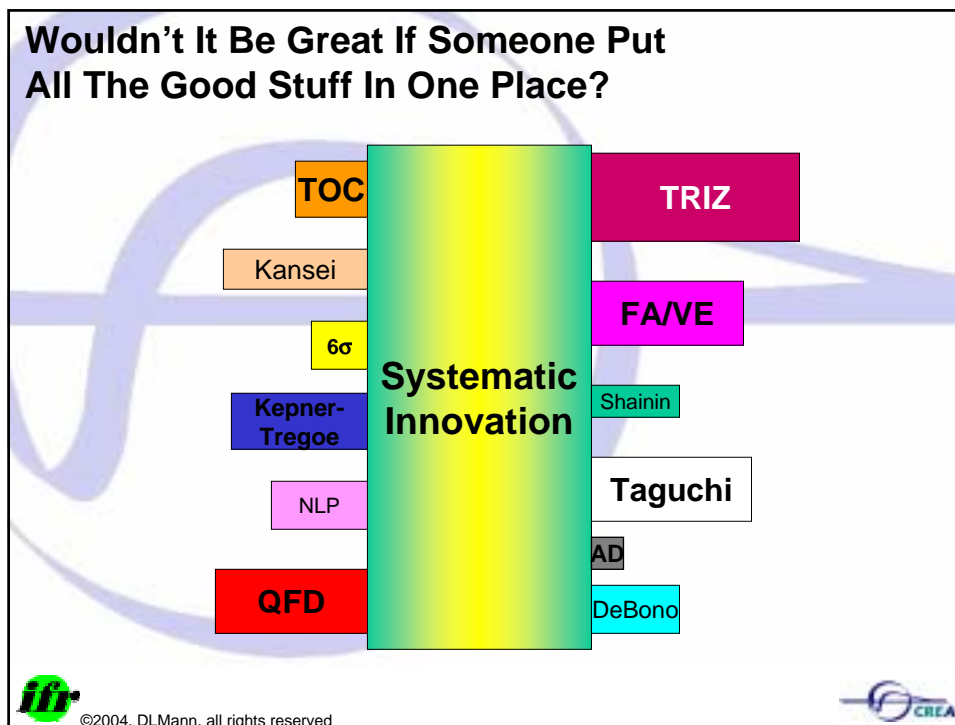 Wouldn't It Be Great If Someone Put
All The Good Stuff In One Place?
TOC
Kansei
6σ
Kepner-
Tregoe
NLP
QFD
Systematic
Innovation
TRIZ
FA/VE
Shainin
Taguchi
AD
DeBono
ifr
©2004, DLMann, all rights reserved
CREA